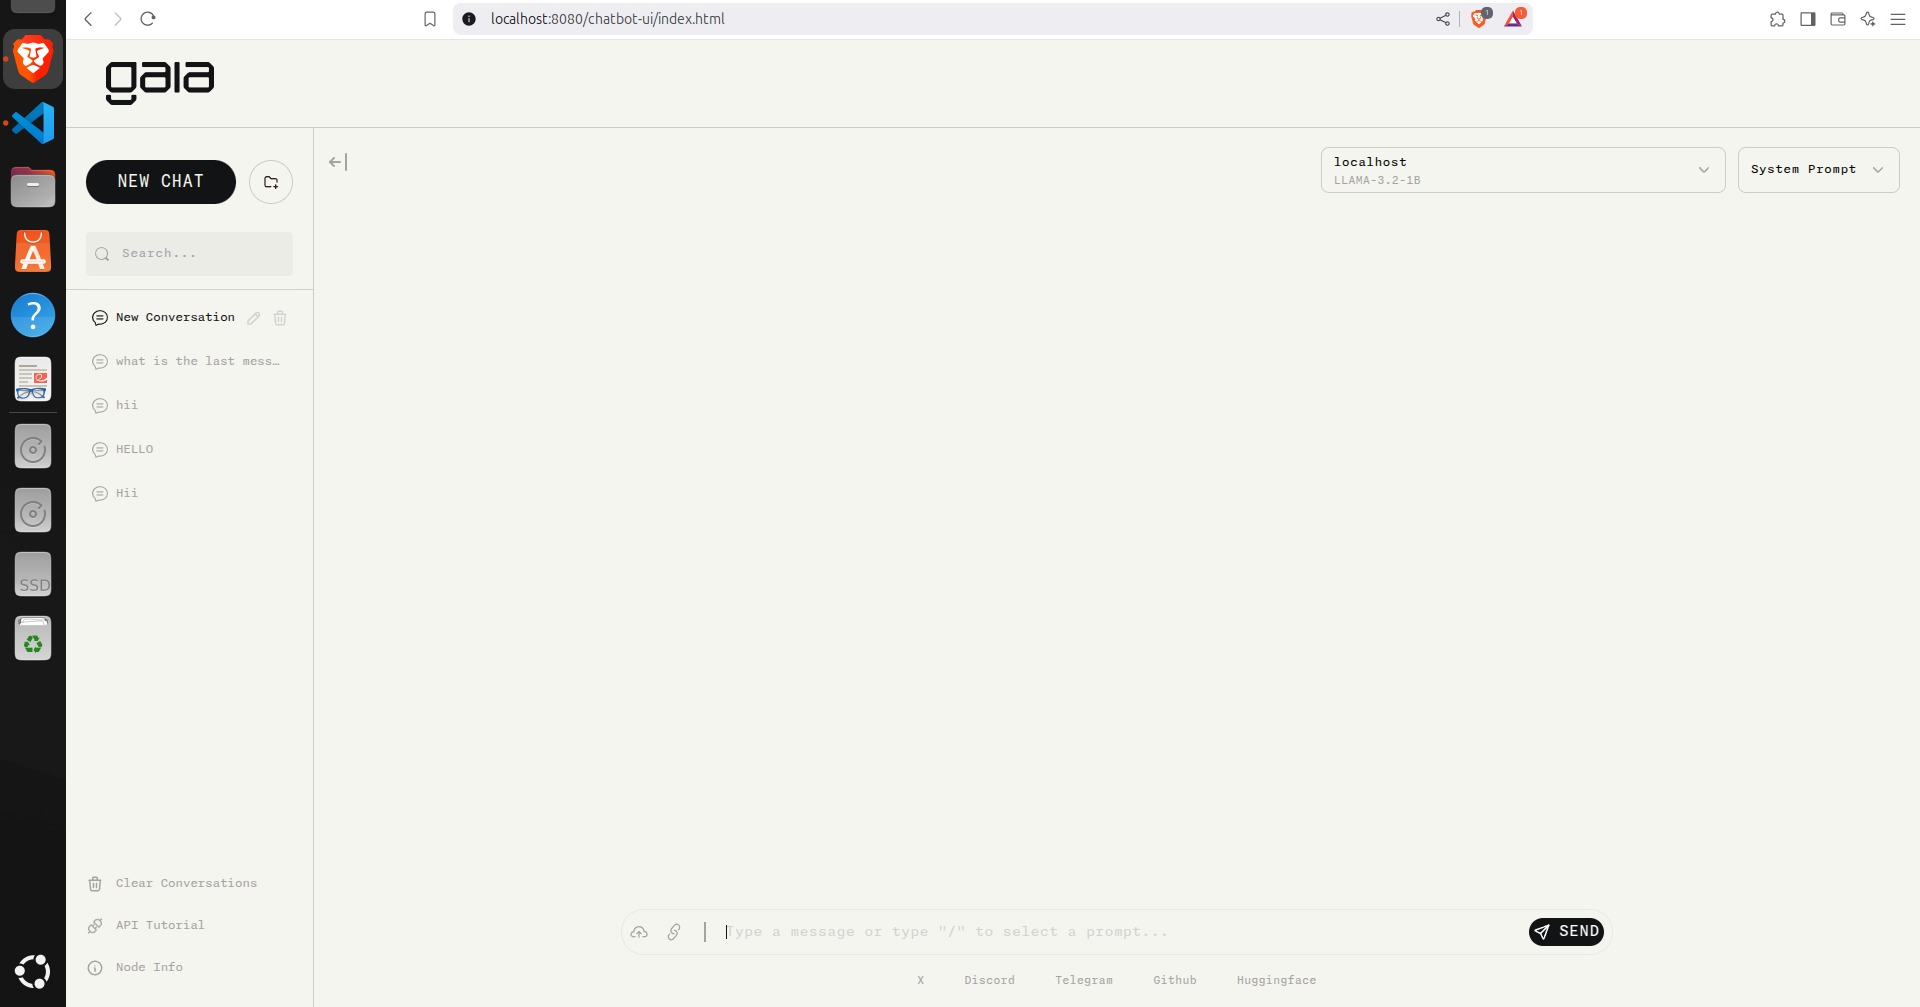 localhost:8080/chatbot-ui/index.html
1
1
gaia
NEW CHAT
localhost
LLAMA-3.2-1B
System Prompt
Search...
New Conversation
what is the last mess…
hii
HELLO
Hii
SSD
Clear Conversations
API Tutorial
Node Info
Type a message or type "/" to select a prompt...
SEND
X Discord Telegram Github Huggingface